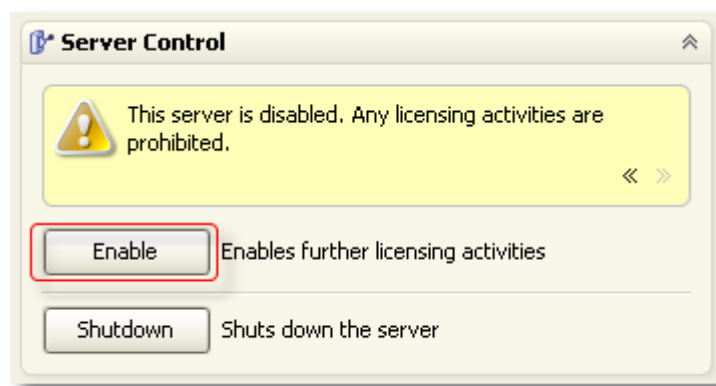 Server Control
This server is disabled. Any licensing activities are
prohibited.
Enable Enables further licensing activities
Shutdown Shuts down the server